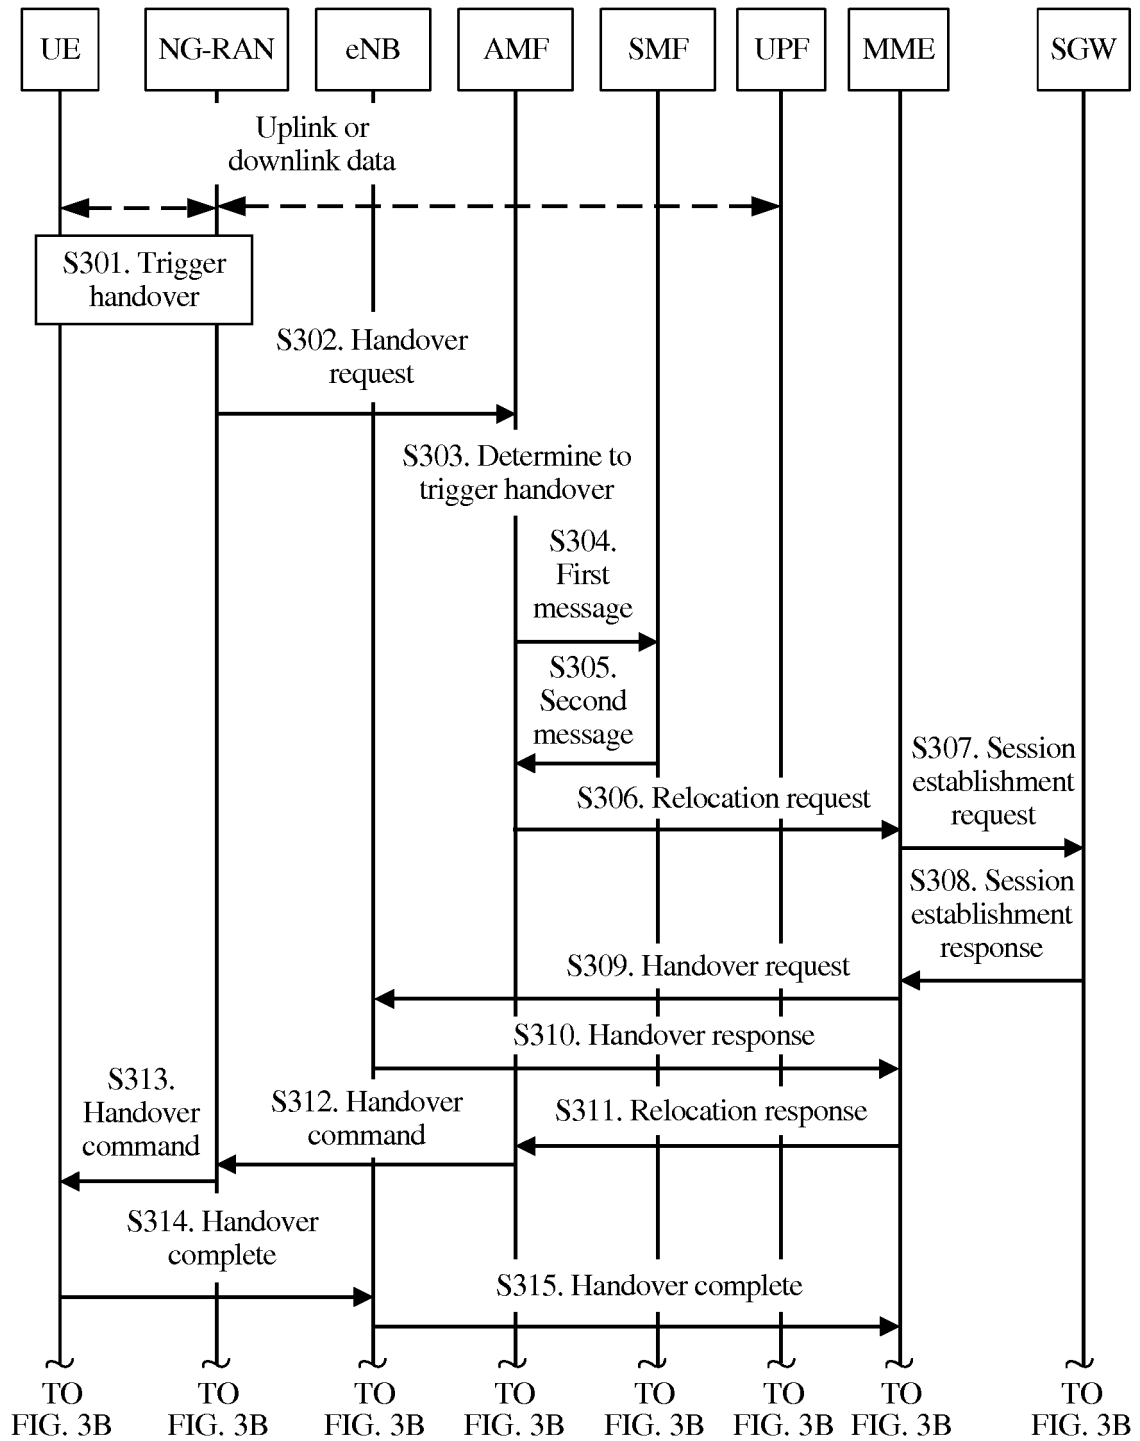 UE
NG-RAN
eNB
AMF
SMF
UPF
MME
SGW
Uplink or
downlink data
S301. Trigger
handover
S302. Handover
request
S303. Determine to
trigger handover
S304.
First
message
S305.
Second
message
S306. Relocation request
S307. Session
establishment
request
S308. Session
establishment
response
S309. Handover request
S310. Handover response
S311. Relocation response
S312. Handover
command
S313.
Handover
command
S314. Handover
complete
S315. Handover complete
TO
FIG. 3B
TO
FIG. 3B
TO
FIG. 3B
TO
FIG. 3B
TO
FIG. 3B
TO
FIG. 3B
TO
FIG. 3B
TO
FIG. 3B